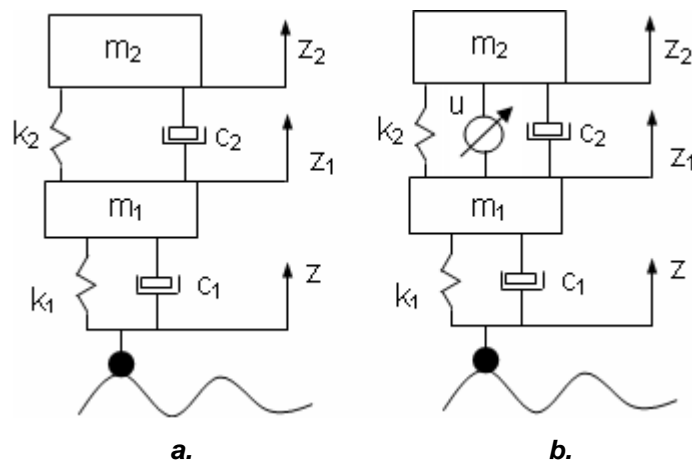 m₂
z₂
k₂
c₂
z₁
m₁
k₁
c₁
z
a.
m₂
z₂
u
k₂
c₂
z₁
m₁
k₁
c₁
z
b.